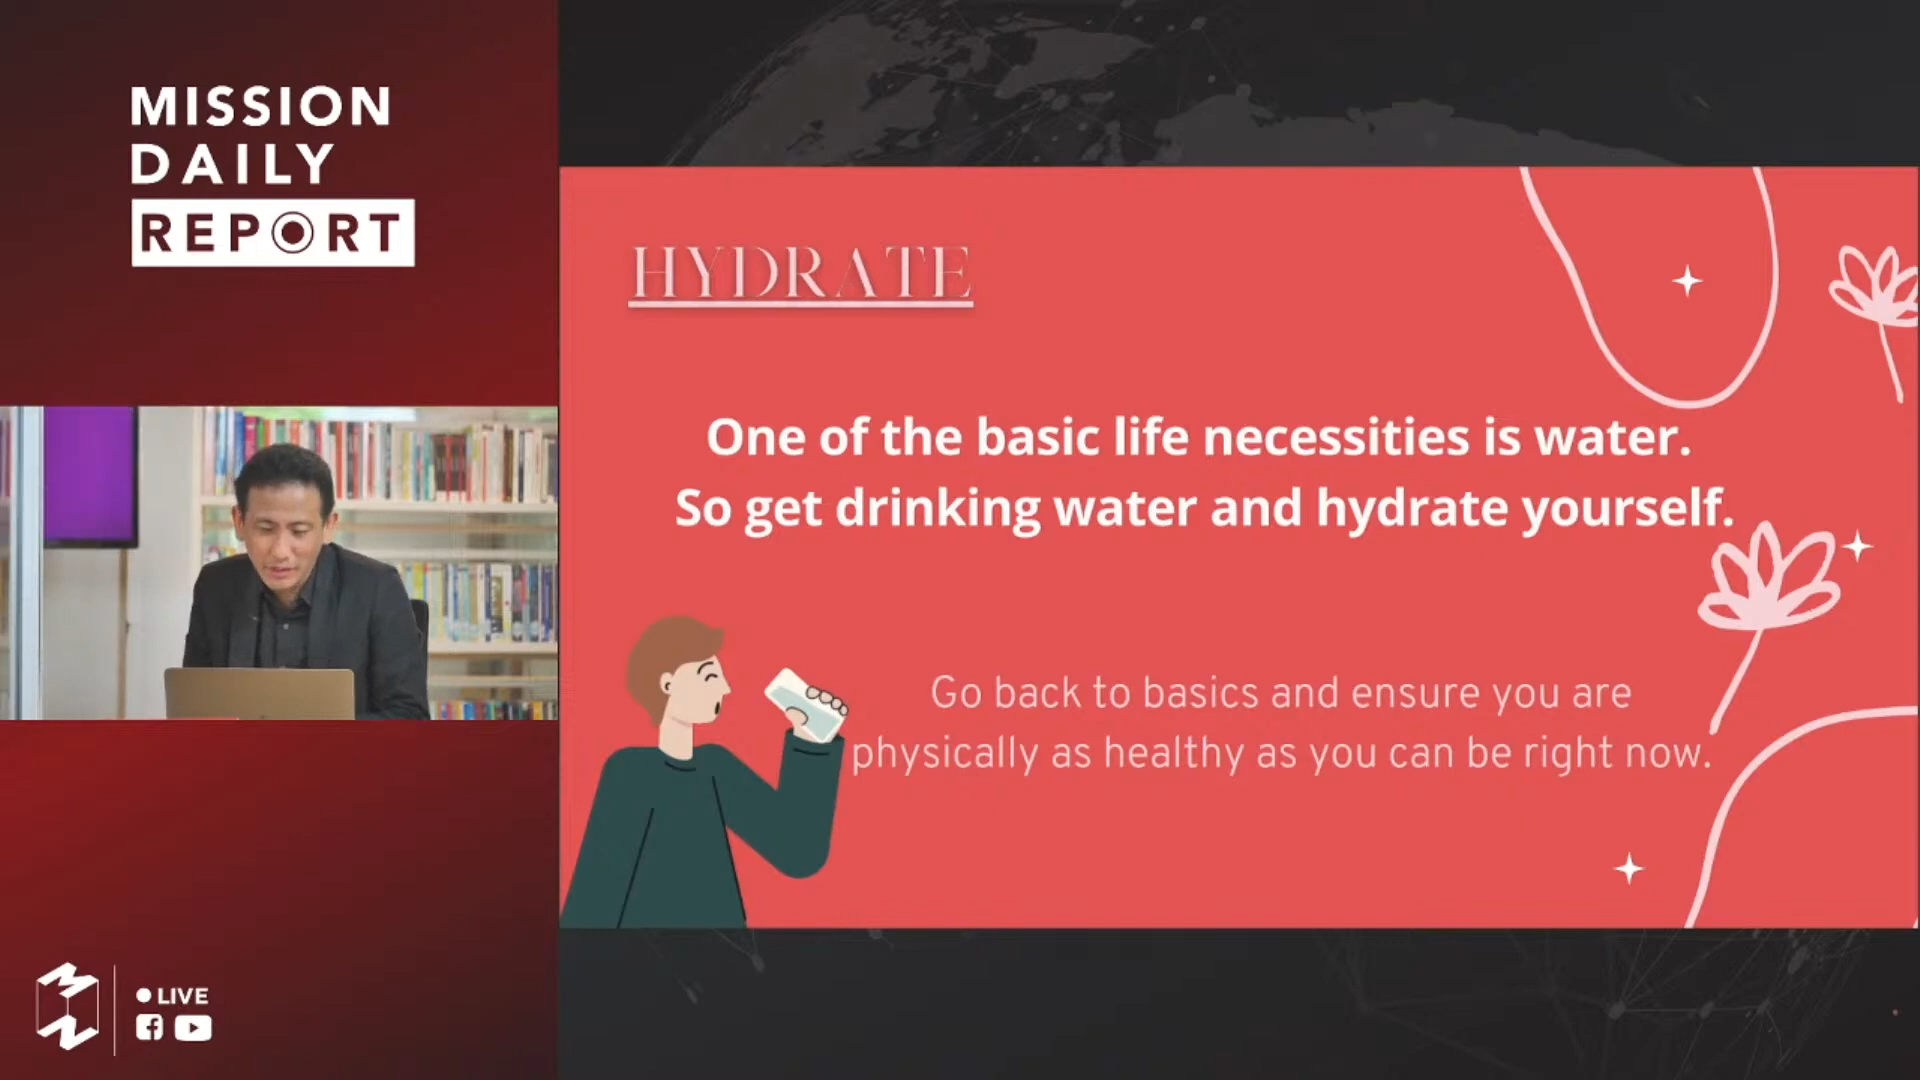 MISSION
DAILY
REPORT
HYDRATE
One of the basic life necessities is water.
So get drinking water and hydrate yourself.
Go back to basics and ensure you are
physically as healthy as you can be right now.
LIVE